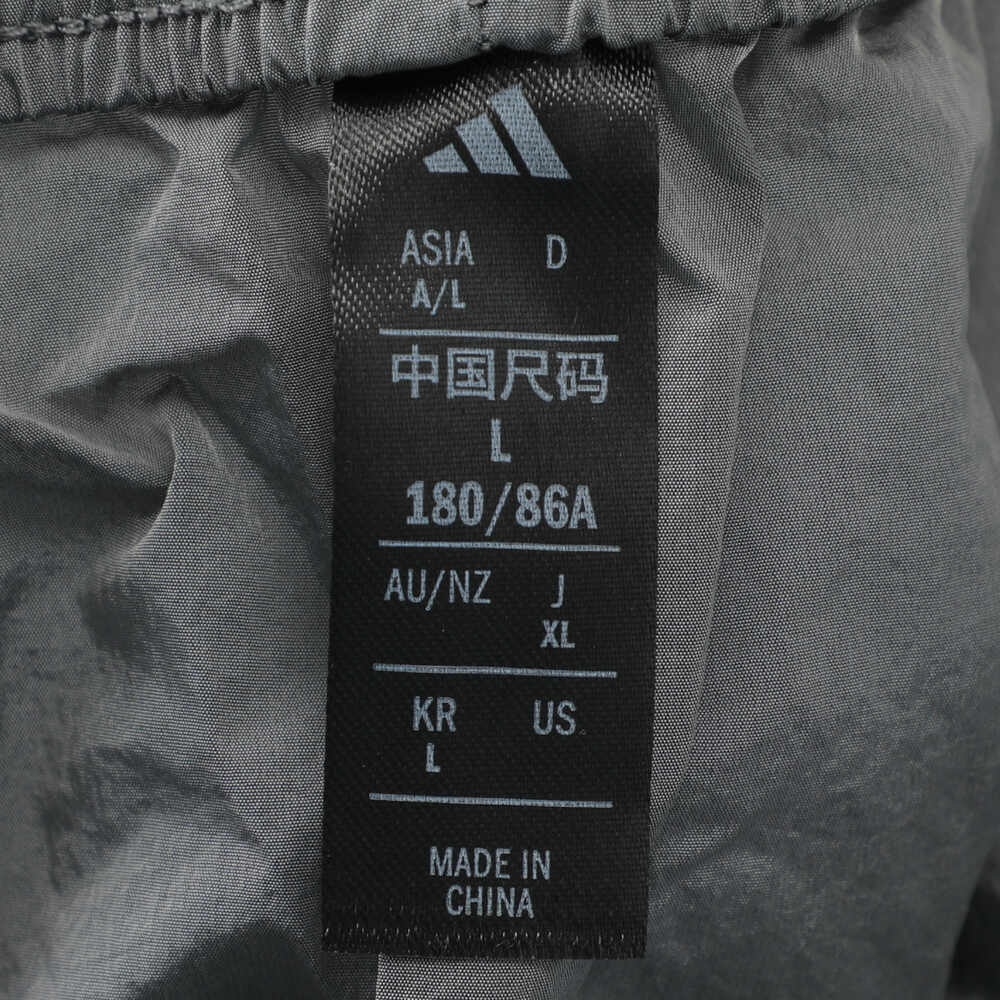 ASIA D
A/L
中国尺码
L
180/86A
AU/NZ J
XL
KR US
L
MADE IN
CHINA